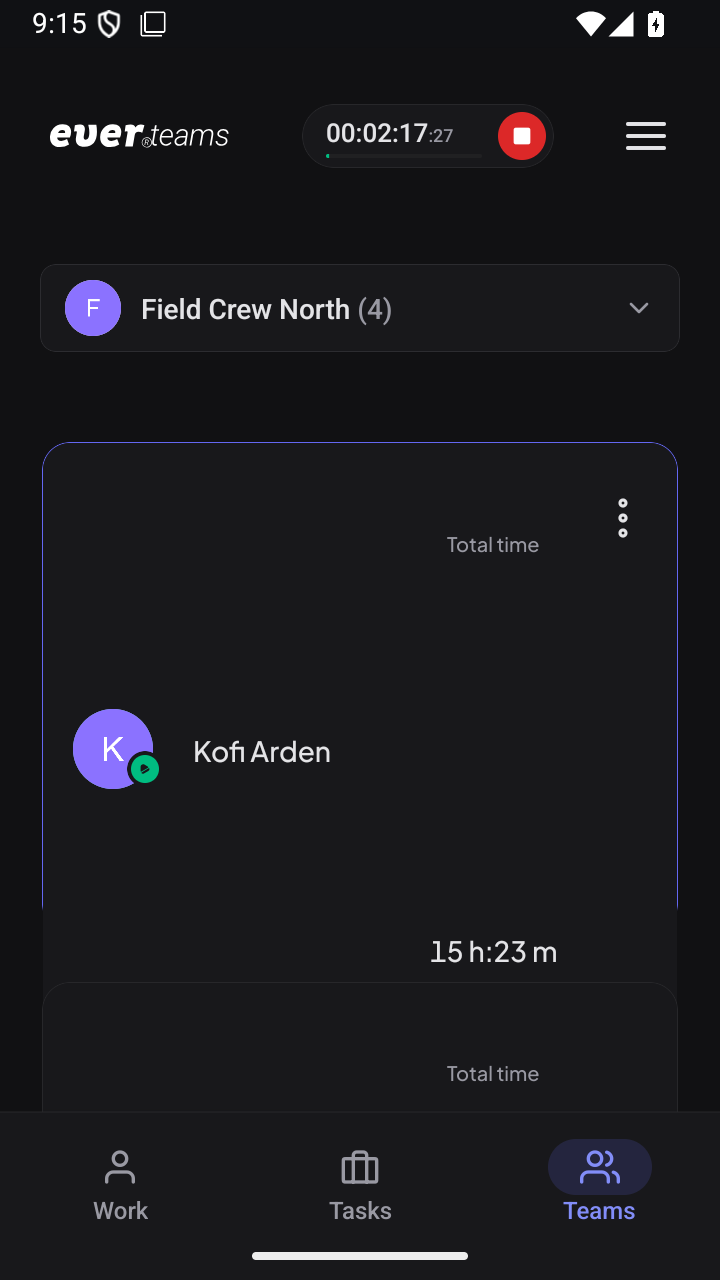 9:15
ever®teams
00:02:17:27
F
Field Crew North (4)
Total time
K
Kofi Arden
15 h:23 m
Total time
Work
Tasks
Teams